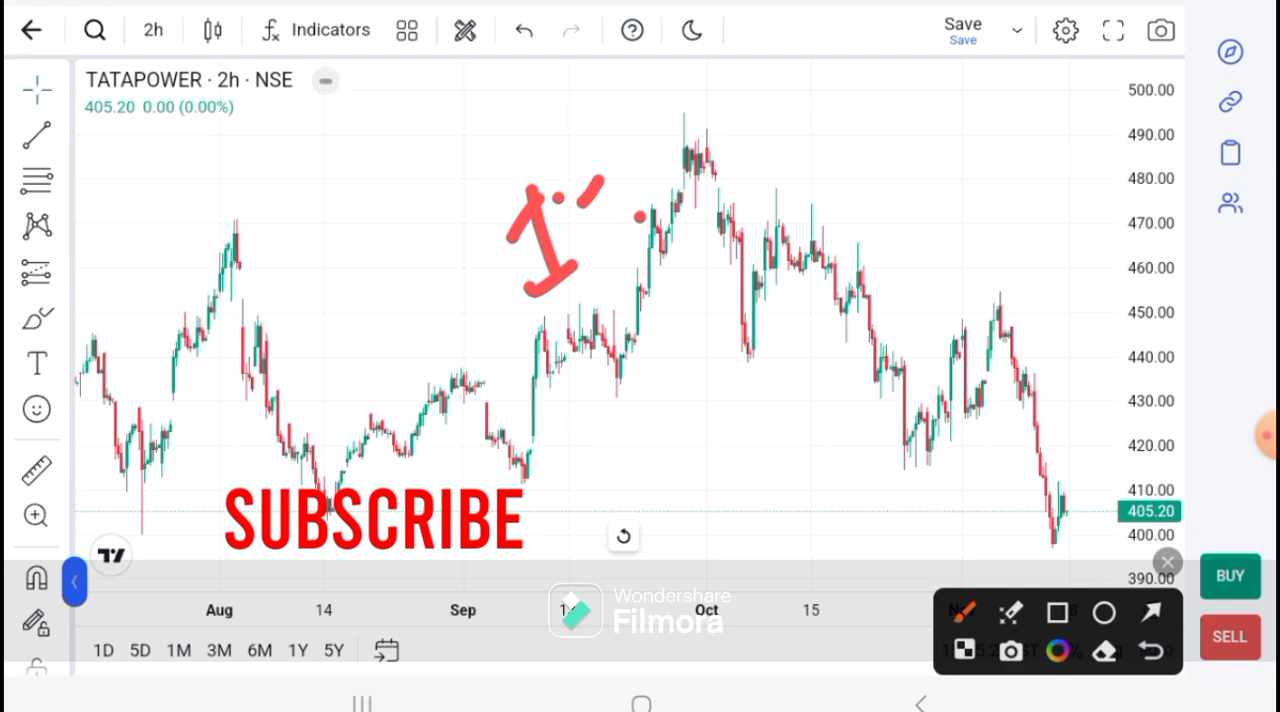 2h
Indicators
Save
Save
TATAPOWER · 2h · NSE
405.20 0.00 (0.00%)
500.00
490.00
480.00
470.00
460.00
450.00
440.00
430.00
420.00
410.00
405.20
400.00
390.00
SUBSCRIBE
Aug
14
Sep
Oct
15
Wondershare
Filmora
1D
5D
1M
3M
6M
1Y
5Y
BUY
SELL